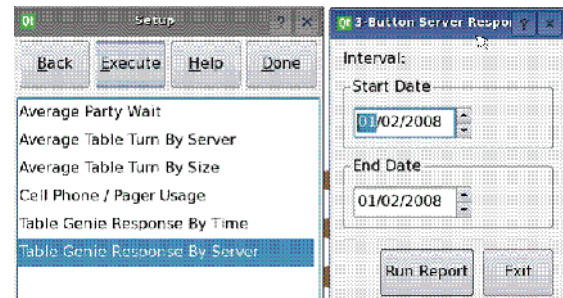 Qt Setup ? ×
Back Execute Help Done
Average Party Wait
Average Table Turn By Server
Average Table Turn By Size
Cell Phone / Pager Usage
Table Genie Response By Time
Table Genie Response By Server
Qt 3-Button Server Respo ? ×
Interval:
Start Date
01/02/2008
End Date
01/02/2008
Run Report Exit